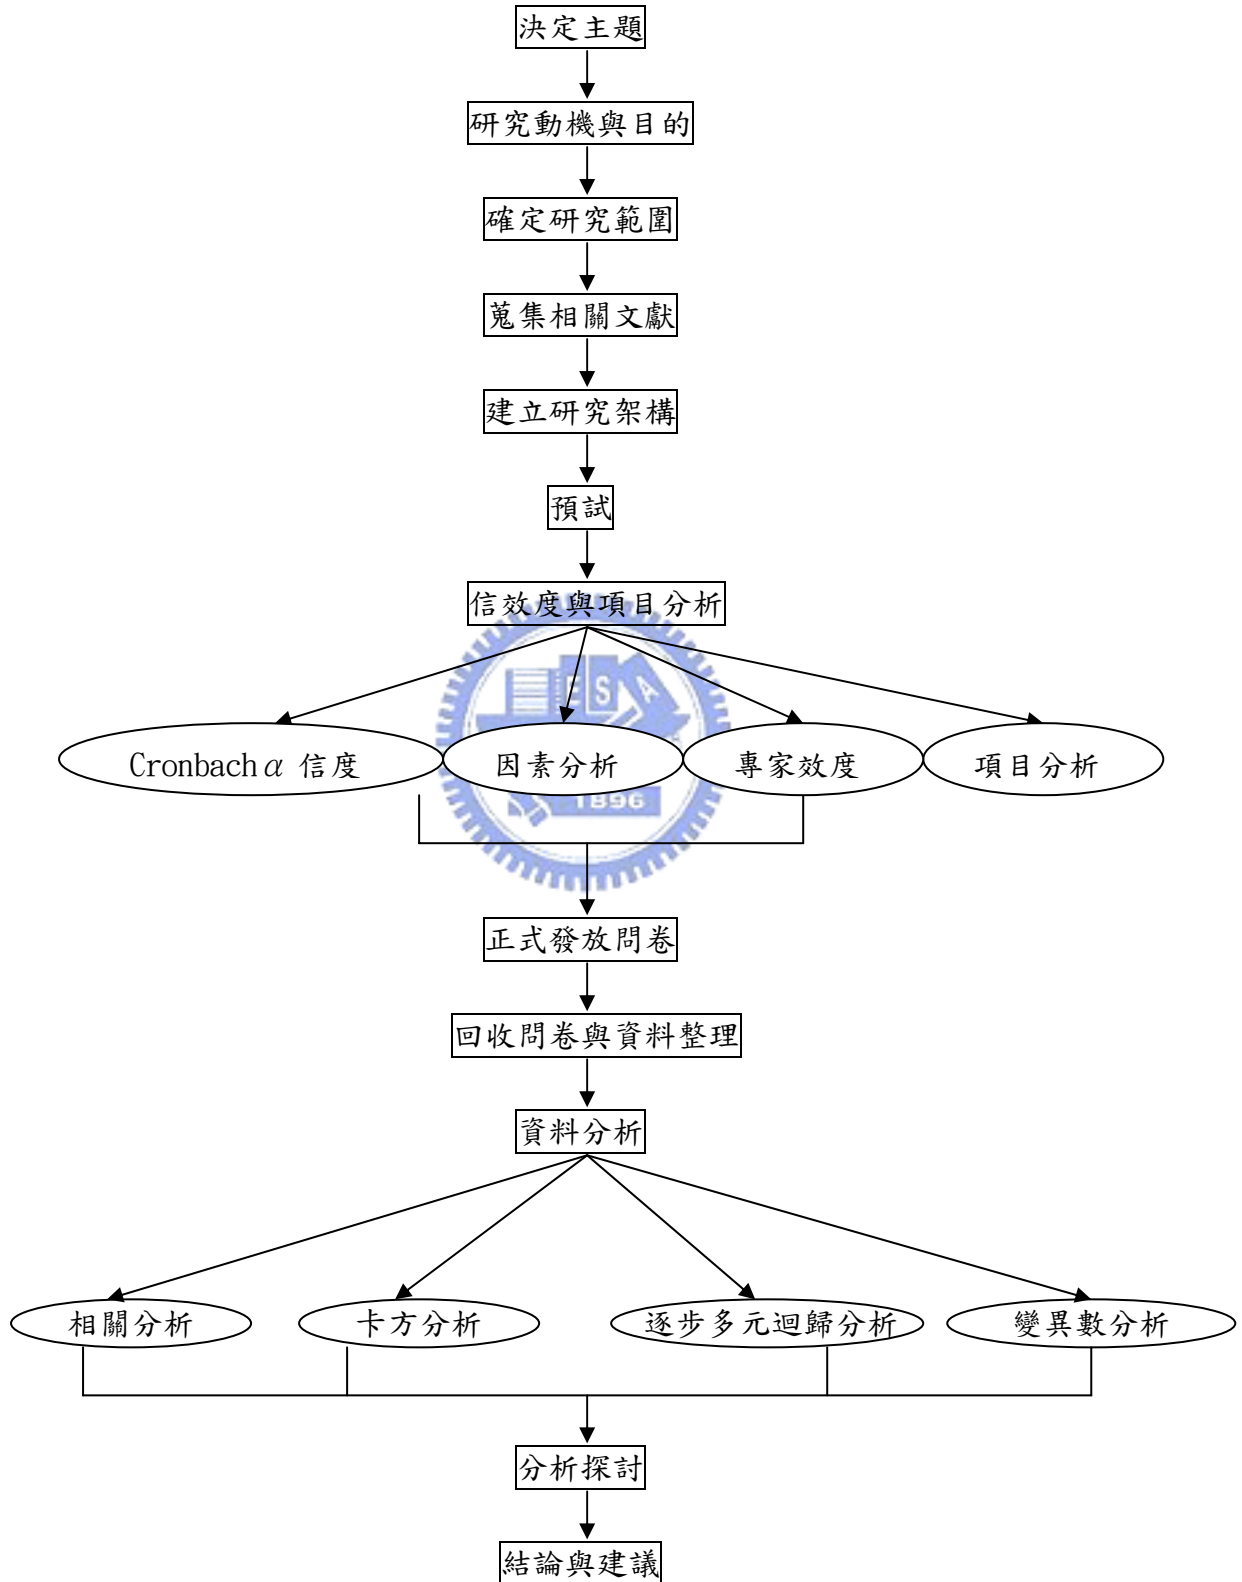 決定主題
研究動機與目的
確定研究範圍
蒐集相關文獻
建立研究架構
預試
信效度與項目分析
ESA
Cronbach α 信度
因素分析
專家效度
項目分析
1896
正式發放問卷
回收問卷與資料整理
資料分析
相關分析
卡方分析
逐步多元迴歸分析
變異數分析
分析探討
結論與建議